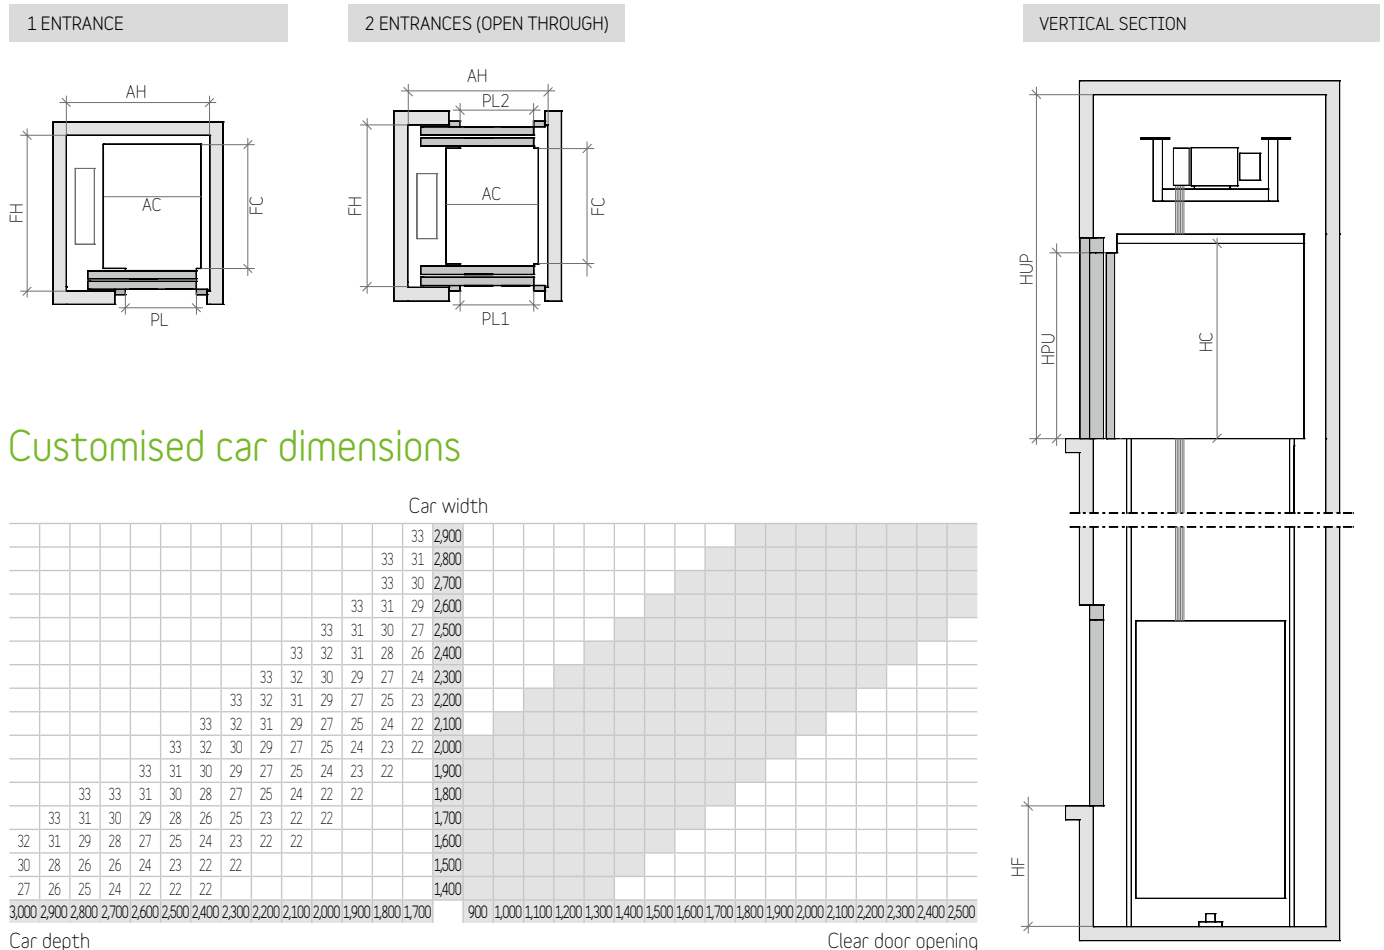 1 ENTRANCE
2 ENTRANCES (OPEN THROUGH)
VERTICAL SECTION
AH
FH
AC
FC
PL
AH
PL2
FH
AC
FC
PL1
HUP
HPU
HC
HF
Customised car dimensions
Car width
33 2,900
33 31 2,800
33 30 2,700
33 31 29 2,600
33 31 30 27 2,500
33 32 31 28 26 2,400
33 32 30 29 27 24 2,300
33 32 31 29 27 25 23 2,200
33 32 31 29 27 25 24 22 2,100
33 32 30 29 27 25 24 23 22 2,000
33 31 30 29 27 25 24 23 22 1,900
33 33 31 30 28 27 25 24 22 22 1,800
33 31 30 29 28 26 25 23 22 22 1,700
32 31 29 28 27 25 24 23 22 22 1,600
30 28 26 26 24 23 22 22 1,500
27 26 25 24 22 22 22 1,400
3,000 2,900 2,800 2,700 2,600 2,500 2,400 2,300 2,200 2,100 2,000 1,900 1,800 1,700 900 1,000 1,100 1,200 1,300 1,400 1,500 1,600 1,700 1,800 1,900 2,000 2,100 2,200 2,300 2,400 2,500
Car depth
Clear door opening